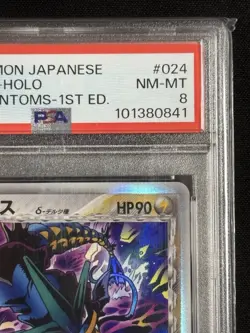 MON JAPANESE #024
-HOLO NM-MT
NTOMS-1ST ED. 8
PSA 101380841
ス δ-デルタ種 HP90